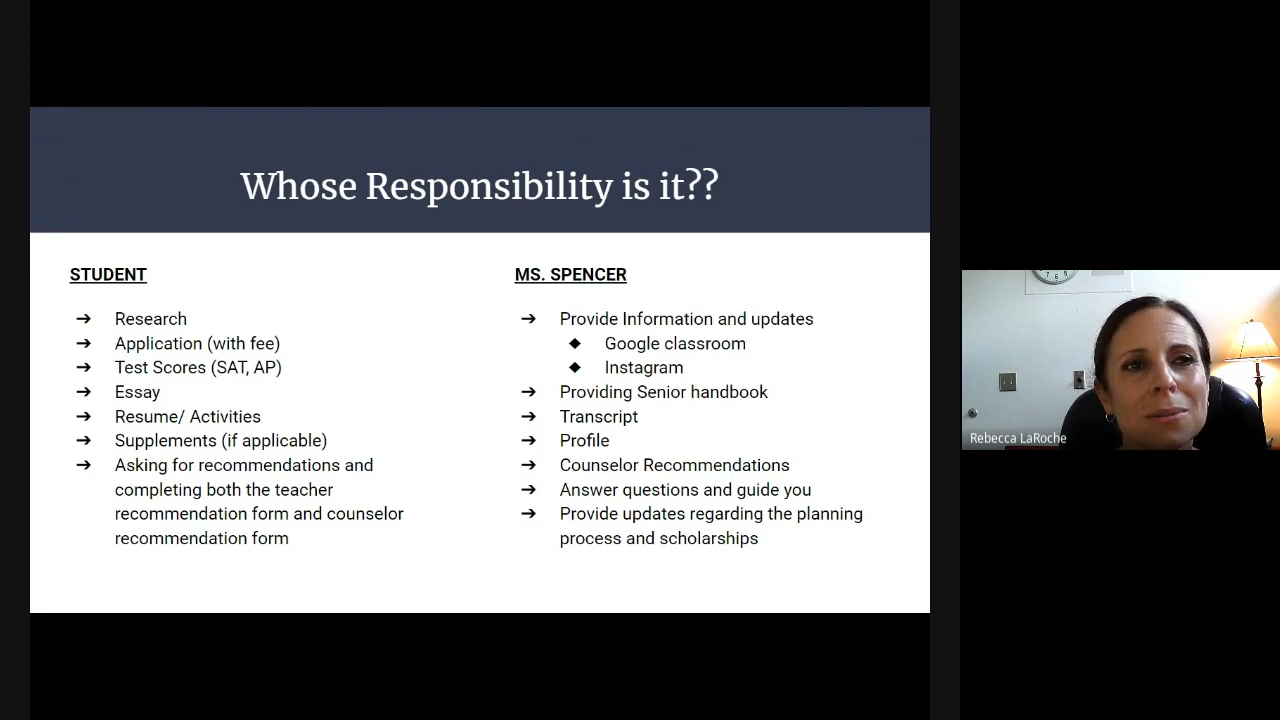 Whose Responsibility is it??
STUDENT
➔ Research
➔ Application (with fee)
➔ Test Scores (SAT, AP)
➔ Essay
➔ Resume/ Activities
➔ Supplements (if applicable)
➔ Asking for recommendations and
completing both the teacher
recommendation form and counselor
recommendation form
MS. SPENCER
➔ Provide Information and updates
◆ Google classroom
◆ Instagram
➔ Providing Senior handbook
➔ Transcript
➔ Profile
➔ Counselor Recommendations
➔ Answer questions and guide you
➔ Provide updates regarding the planning
process and scholarships
7 6 5
Rebecca LaRoche